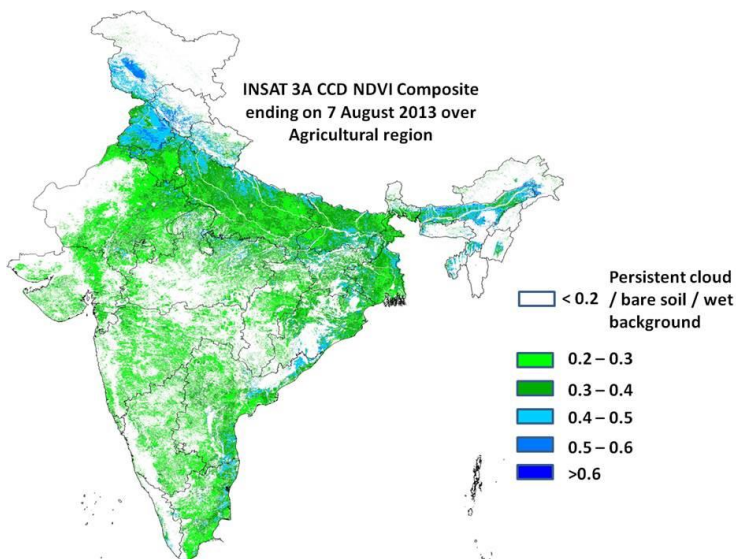 INSAT 3A CCD NDVI Composite
ending on 7 August 2013 over
Agricultural region
< 0.2
Persistent cloud
/ bare soil / wet
background
0.2 – 0.3
0.3 – 0.4
0.4 – 0.5
0.5 – 0.6
>0.6